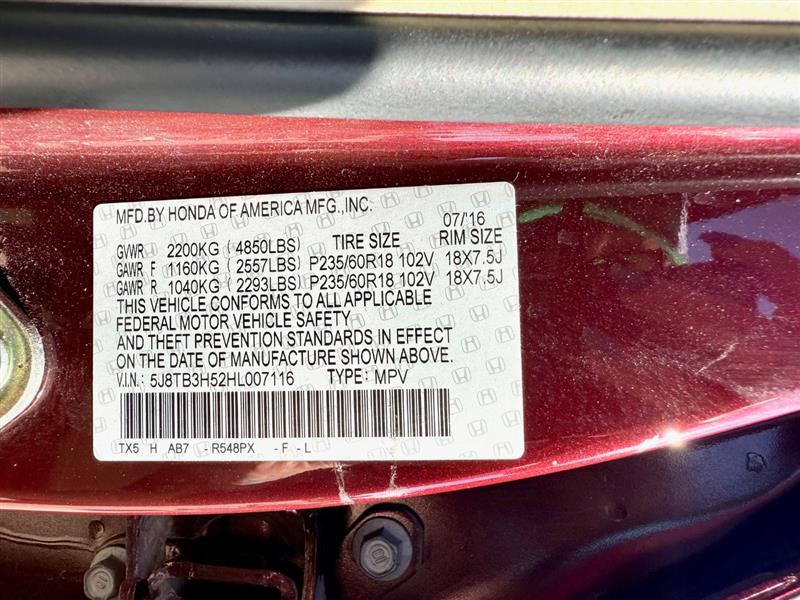 MFD.BY HONDA OF AMERICA MFG.,INC. 07/'16
GVWR 2200KG (4850LBS) TIRE SIZE RIM SIZE
GAWR F 1160KG (2557LBS) P235/60R18 102V 18X7.5J
GAWR R 1040KG (2293LBS) P235/60R18 102V 18X7.5J
THIS VEHICLE CONFORMS TO ALL APPLICABLE
FEDERAL MOTOR VEHICLE SAFETY
AND THEFT PREVENTION STANDARDS IN EFFECT
ON THE DATE OF MANUFACTURE SHOWN ABOVE.
V.I.N.: 5J8TB3H52HL007116 TYPE: MPV
TX5 H AB7 - R548PX - F - L